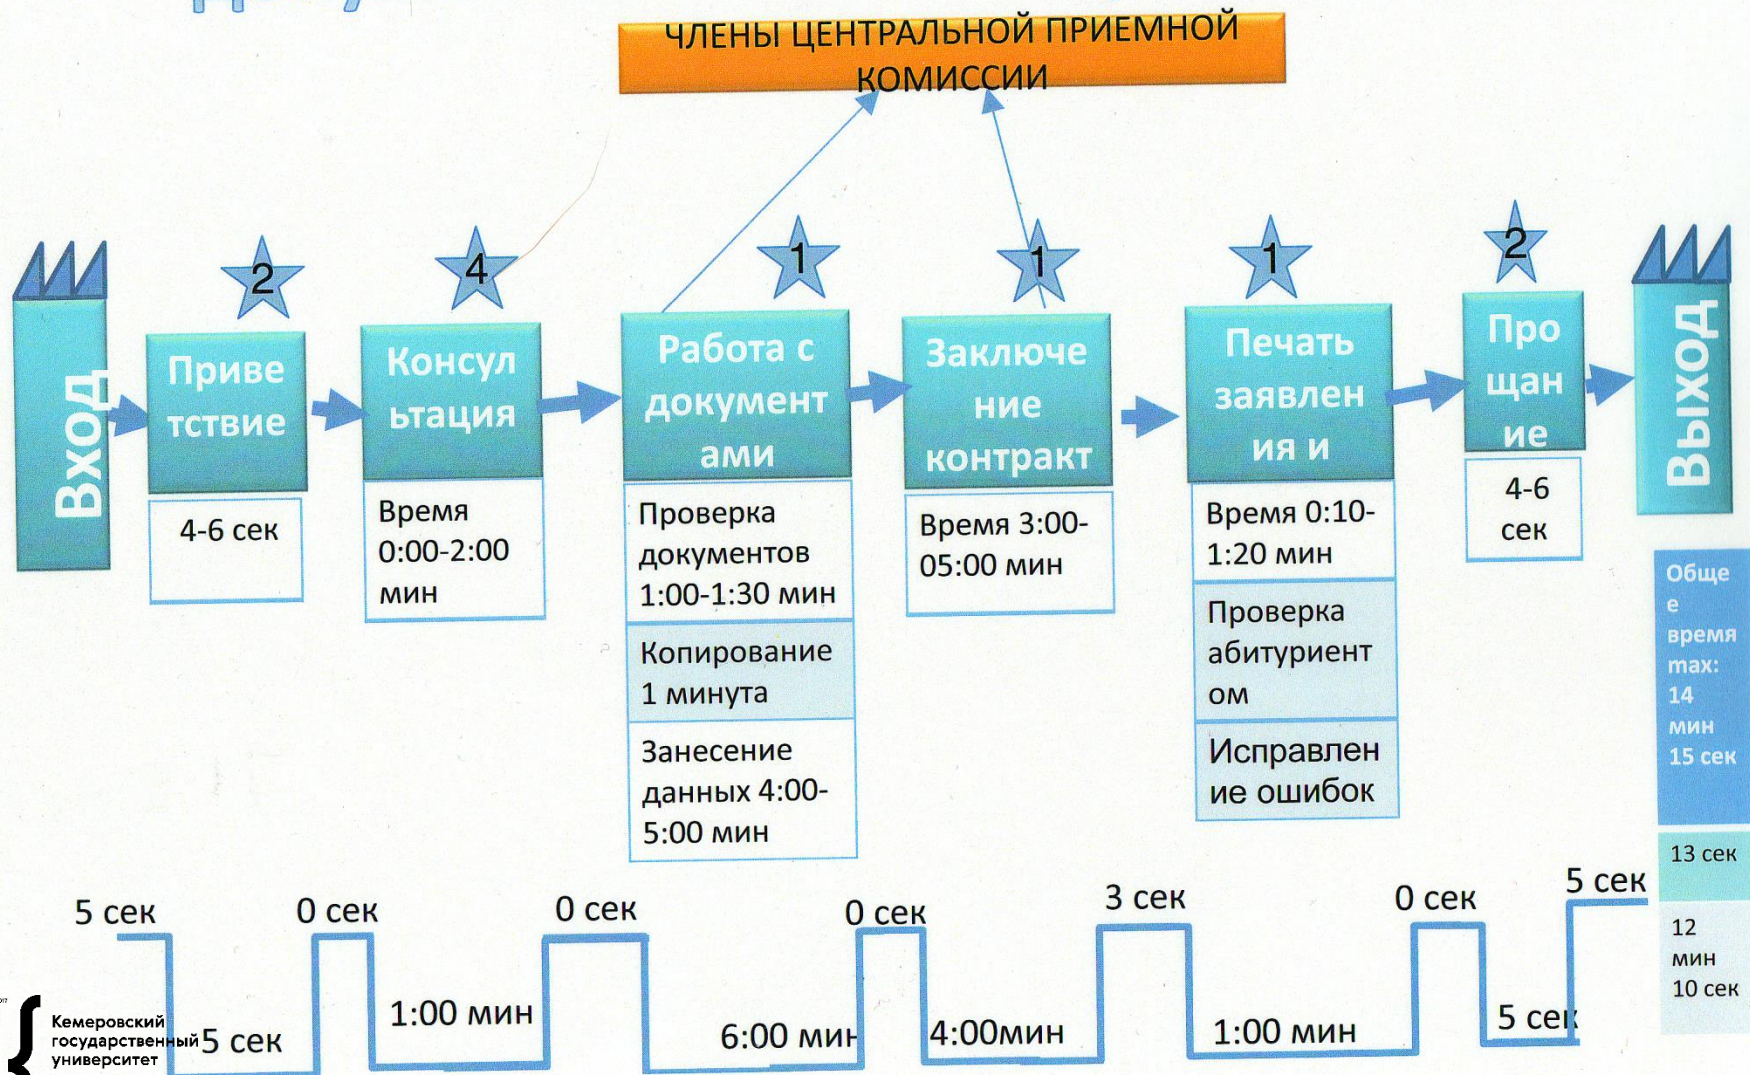 ЧЛЕНЫ ЦЕНТРАЛЬНОЙ ПРИЕМНОЙ
КОМИССИИ
2
4
1
1
1
2
Вход
Приве
тствие
4-6 сек
Консул
ьтация
Время
0:00-2:00
мин
Работа с
документ
ами
Проверка
документов
1:00-1:30 мин
Копирование
1 минута
Занесение
данных 4:00-
5:00 мин
Заключе
ние
контракт
Время 3:00-
05:00 мин
Печать
заявлен
ия и
Время 0:10-
1:20 мин
Проверка
абитуриент
ом
Исправлен
ие ошибок
Про
щан
ие
4-6
сек
Выход
Обще
е
время
max:
14
мин
15 сек
13 сек
12
мин
10 сек
5 сек
0 сек
0 сек
0 сек
3 сек
0 сек
5 сек
5 сек
1:00 мин
6:00 мин
4:00мин
1:00 мин
5 сек
Кемеровский
государственный
университет